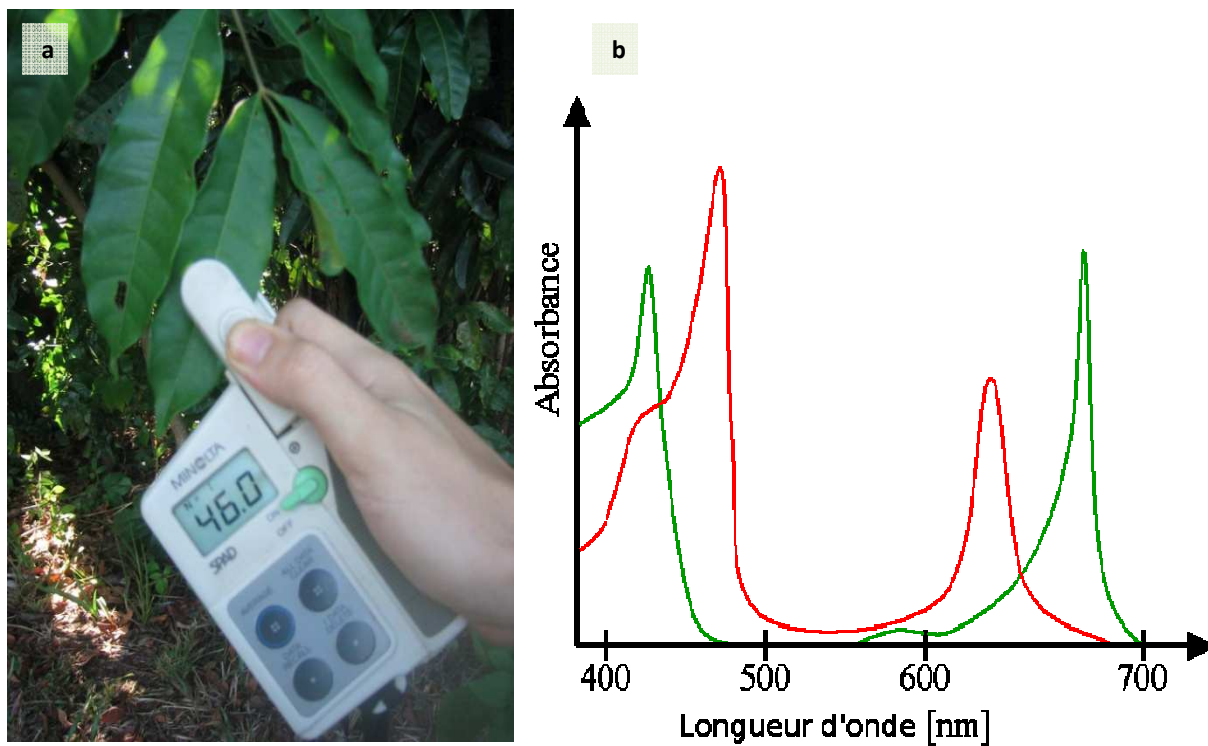 a
MINOLTA
46.0
ON
OFF
SPAD
b
Absorbance
400 500 600 700
Longueur d'onde [nm]